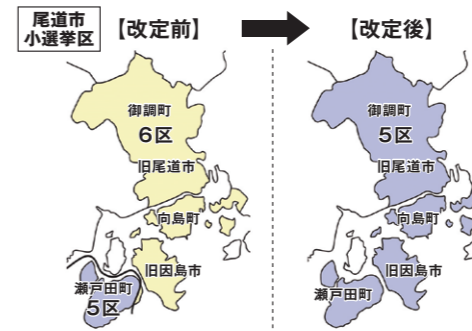 尾道市
小選挙区
【改定前】
【改定後】
御調町
6区
旧尾道市
向島町
旧因島市
瀬戸田町
5区
御調町
5区
旧尾道市
向島町
旧因島市
瀬戸田町